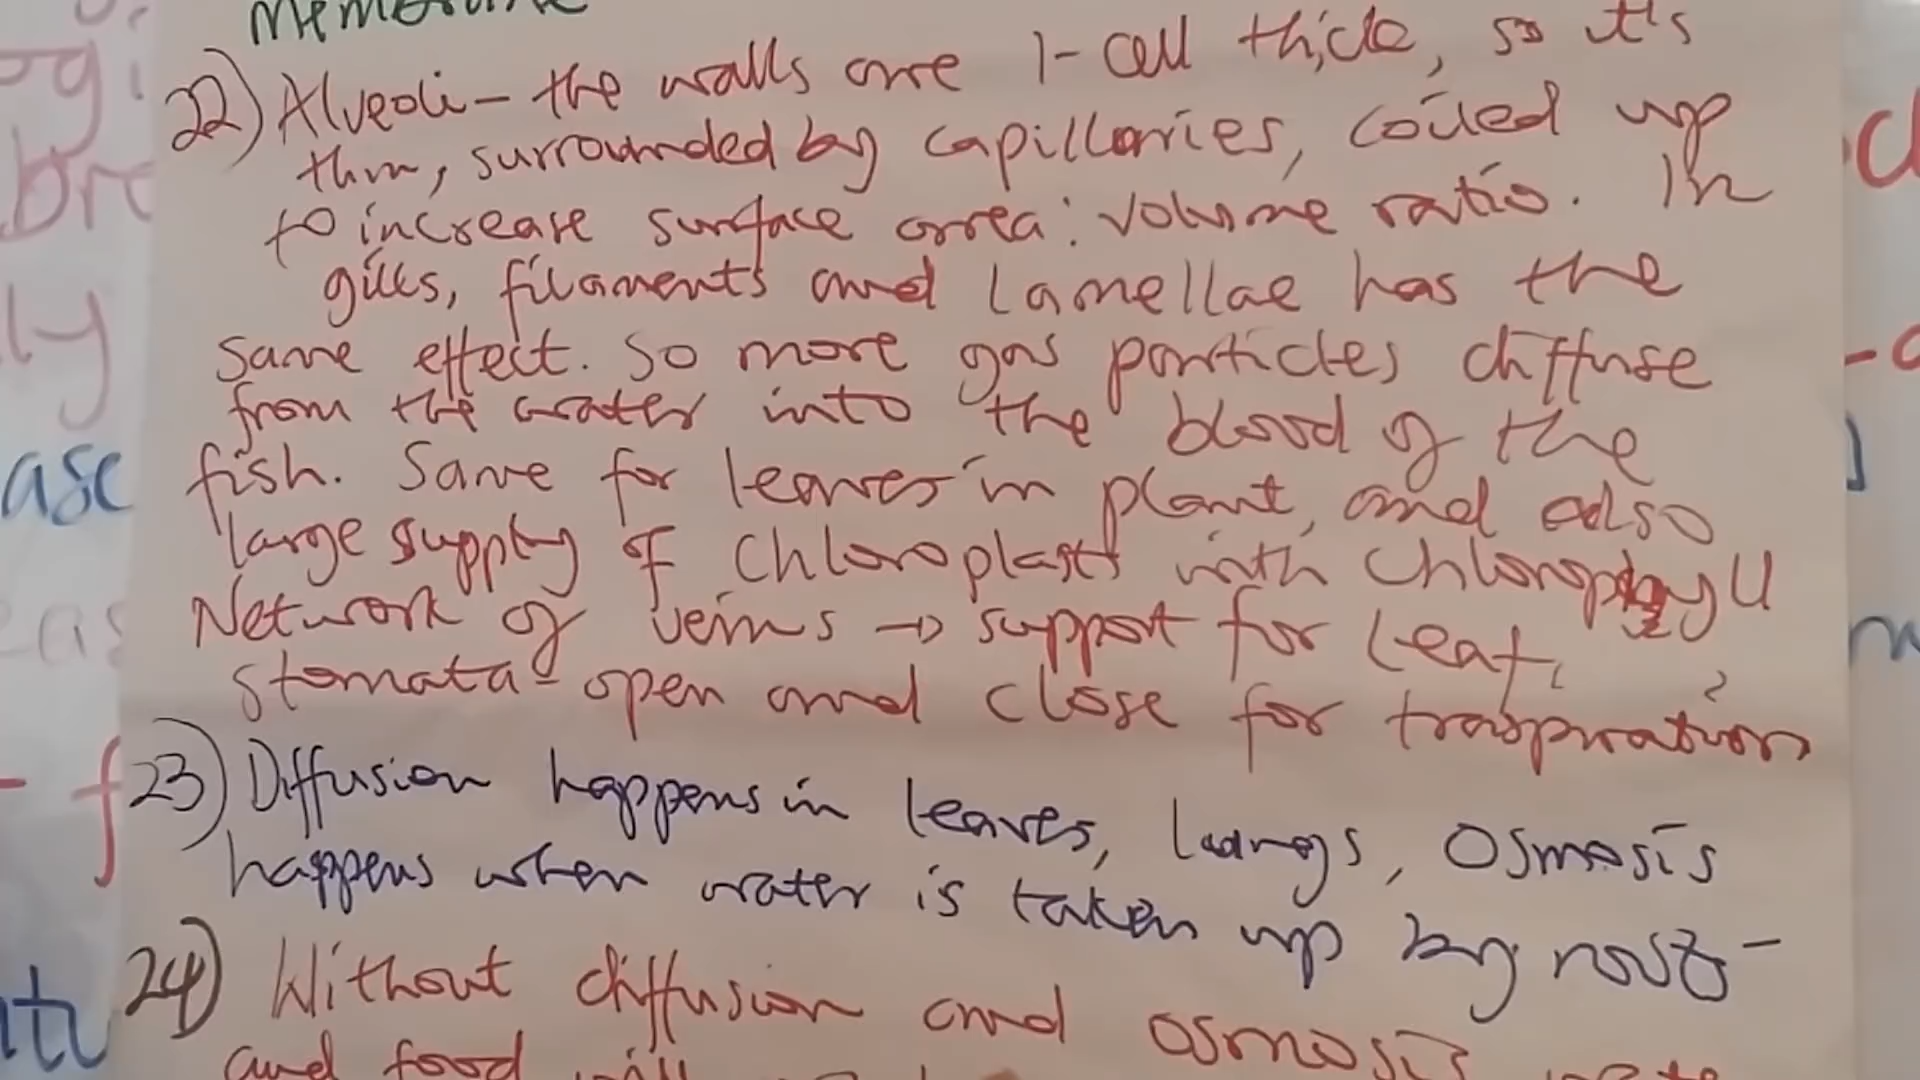 membrane
22) Alveoli - the walls are 1-cell thick, so it's
thin, surrounded by capillaries, coiled up
to increase surface area : volume ratio. In
gills, filaments and lamellae has the
same effect. So more gas particles diffuse
from the water into the blood of the
fish. Same for leaves in plant, and also
large supply of chloroplasts with chlorophyll
Network of veins → support for leaf,
stomata - open and close for traspiration
23) Diffusion happens in leaves, lungs, osmosis
happens when water is taken up by roots -
24) Without diffusion and osmosis
and food will